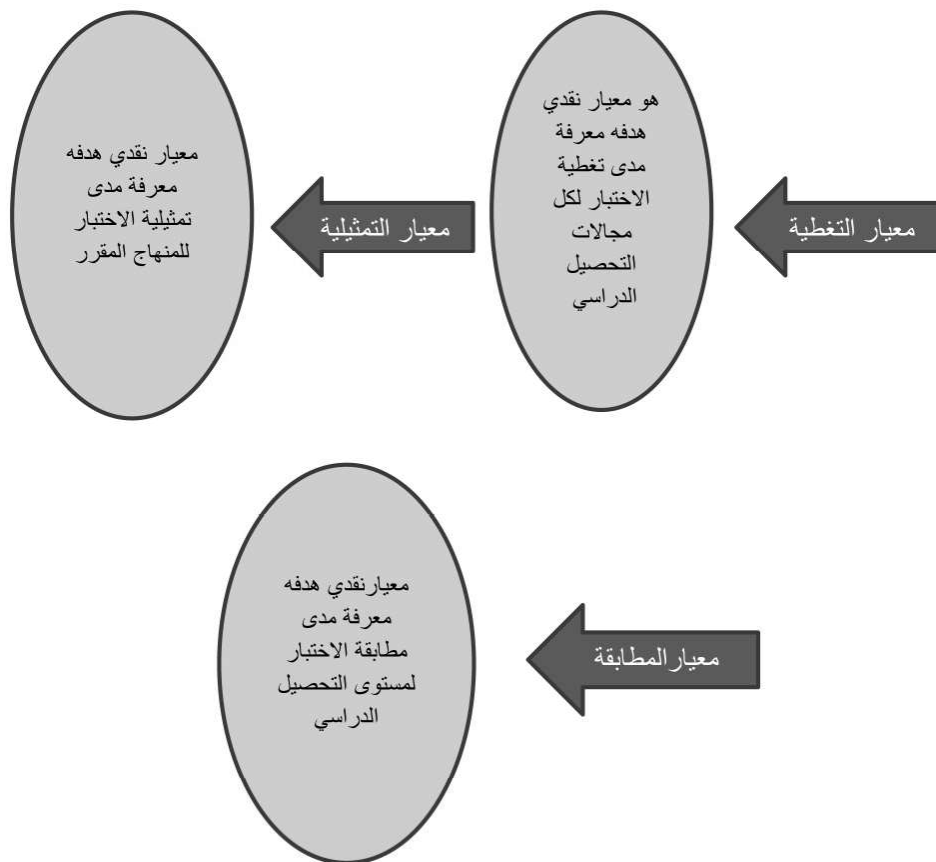 معيار التغطية
هو معيار نقدي
هدفه معرفة
مدى تغطية
الاختبار لكل
مجالات
التحصيل
الدراسي
معيار التمثيلية
معيار نقدي هدفه
معرفة مدى
تمثيلية الاختبار
للمنهاج المقرر
معيار المطابقة
معيارنقدي هدفه
معرفة مدى
مطابقة الاختبار
لمستوى التحصيل
الدراسي